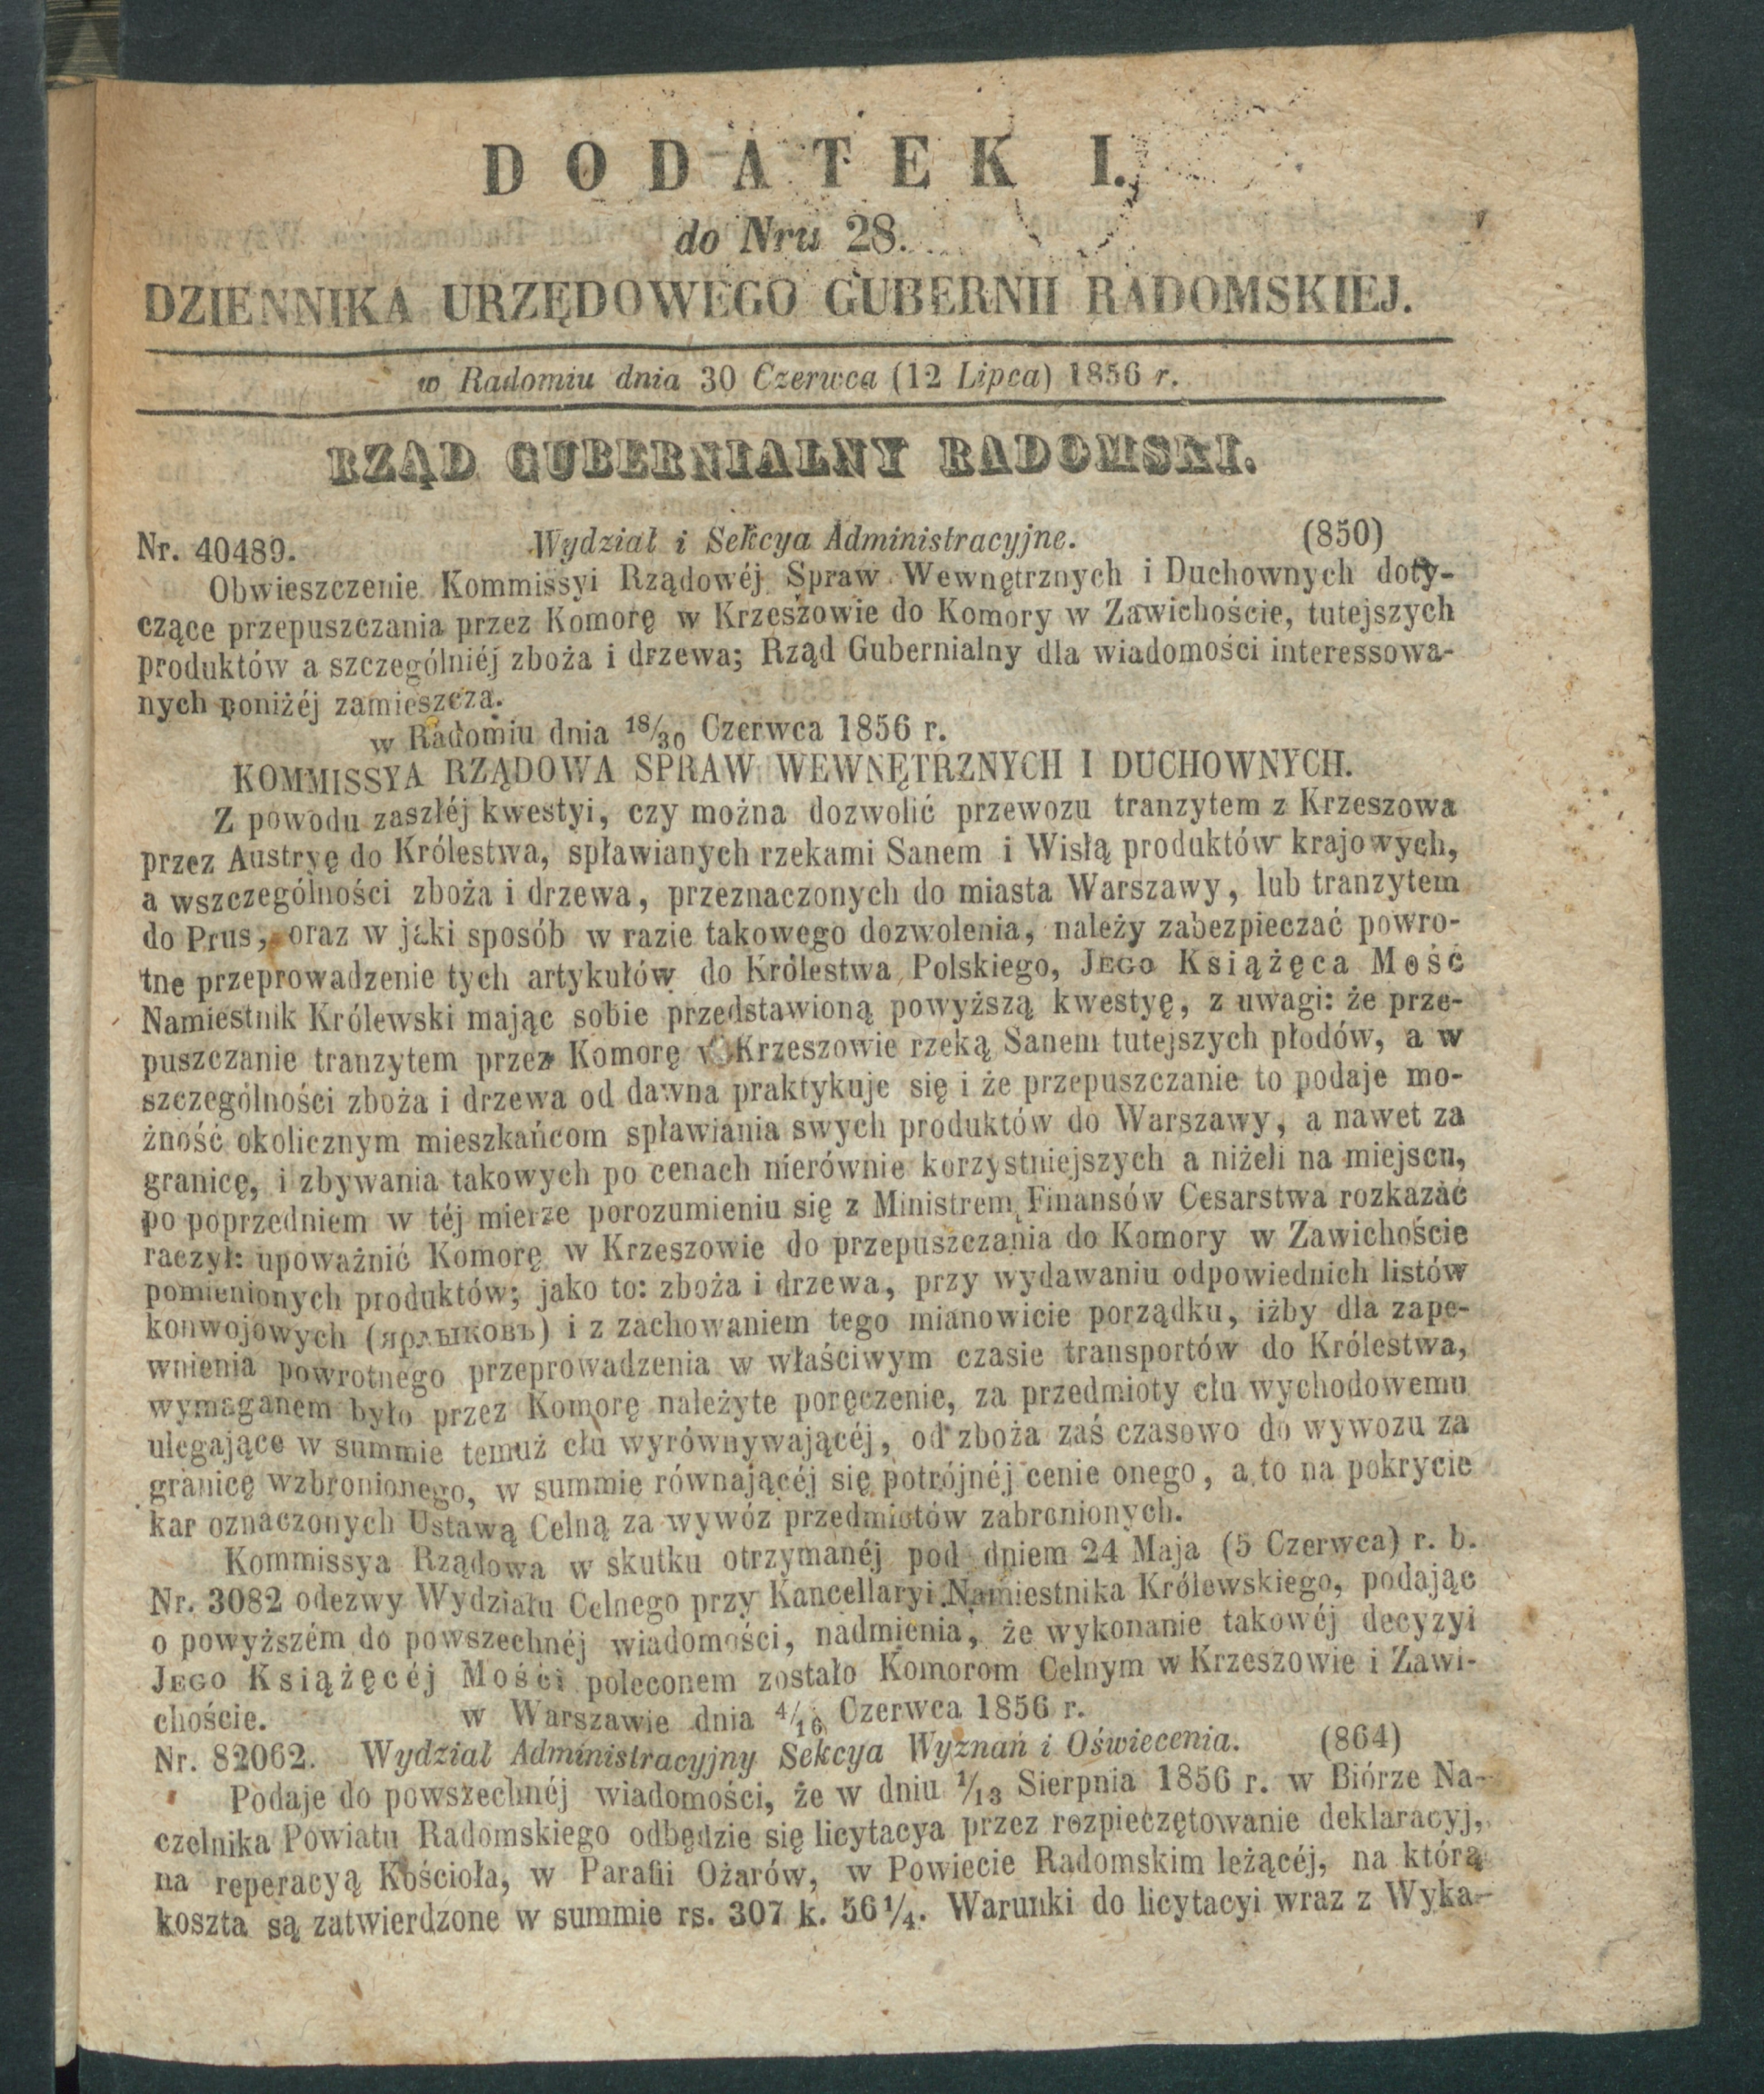 DODATEK I.
do Nru 28.
DZIENNIKA URZĘDOWEGO GUBERNII RADOMSKIEJ.
w Radomiu dnia 30 Czerwca (12 Lipca) 1856 r.
RZĄD GUBERNIALNY RADOMSKI.
Nr. 40489. Wydział i Sekcya Administracyjne. (850)
Obwieszczenie Kommissyi Rządowéj Spraw Wewnętrznych i Duchownych doty-
czące przepuszczania przez Komorę w Krzeszowie do Komory w Zawichoście, tutejszych
produktów a szczególniéj zboża i drzewa; Rząd Gubernialny dla wiadomości interessowa-
nych poniżéj zamieszcza.
w Radomiu dnia 18/30 Czerwca 1856 r.
KOMMISSYA RZĄDOWA SPRAW WEWNĘTRZNYCH I DUCHOWNYCH.
Z powodu zaszłéj kwestyi, czy można dozwolić przewozu tranzytem z Krzeszowa
przez Austryę do Królestwa, spławianych rzekami Sanem i Wisłą produktów krajowych,
a wszczególności zboża i drzewa, przeznaczonych do miasta Warszawy, lub tranzytem
do Prus, oraz w jaki sposób w razie takowego dozwolenia, należy zabezpieczać powro-
tne przeprowadzenie tych artykułów do Królestwa Polskiego, JEGO Książęca Mość
Namiestnik Królewski mając sobie przedstawioną powyższą kwestyę, z uwagi: że prze-
puszczanie tranzytem przez Komorę w Krzeszowie rzeką Sanem tutejszych płodów, a w
szczególności zboża i drzewa od dawna praktykuje się i że przepuszczanie to podaje mo-
żność okolicznym mieszkańcom spławiania swych produktów do Warszawy, a nawet za
granicę, i zbywania takowych po cenach nierównie korzystniejszych a niżeli na miejscu,
po poprzedniem w téj mierze porozumieniu się z Ministrem Finansów Cesarstwa rozkazać
raczył: upoważnić Komorę w Krzeszowie do przepuszczania do Komory w Zawichoście
pomienionych produktów; jako to: zboża i drzewa, przy wydawaniu odpowiednich listów
konwojowych (ярлыковъ) i z zachowaniem tego mianowicie porządku, iżby dla zape-
wnienia powrotnego przeprowadzenia w właściwym czasie transportów do Królestwa,
wymaganem było przez Komorę należyte poręczenie, za przedmioty cłu wychodowemu
ulegające w summie temuż cłu wyrównywającéj, od zboża zaś czasowo do wywozu za
granicę wzbronionego, w summie równającéj się potrójnéj cenie onego, a to na pokrycie
kar oznaczonych Ustawą Celną za wywóz przedmiotów zabronionych.
Kommissya Rządowa w skutku otrzymanéj pod dniem 24 Maja (5 Czerwca) r. b.
Nr. 3082 odezwy Wydziału Celnego przy Kancellaryi Namiestnika Królewskiego, podając
o powyższém do powszechnéj wiadomości, nadmienia, że wykonanie takowéj decyzyi
JEGO Książęcéj Mości poleconem zostało Komorom Celnym w Krzeszowie i Zawi-
choście. w Warszawie dnia 4/16 Czerwca 1856 r.
Nr. 82062. Wydział Administracyjny Sekcya Wyznań i Oświecenia. (864)
Podaje do powszechnéj wiadomości, że w dniu 1/13 Sierpnia 1856 r. w Biórze Na-
czelnika Powiatu Radomskiego odbędzie się licytacya przez rozpieczętowanie deklaracyj,
na reperacyą Kościoła, w Parafii Ożarów, w Powiecie Radomskim leżącéj, na którą
koszta są zatwierdzone w summie rs. 307 k. 56 1/4. Warunki do licytacyi wraz z Wyka-